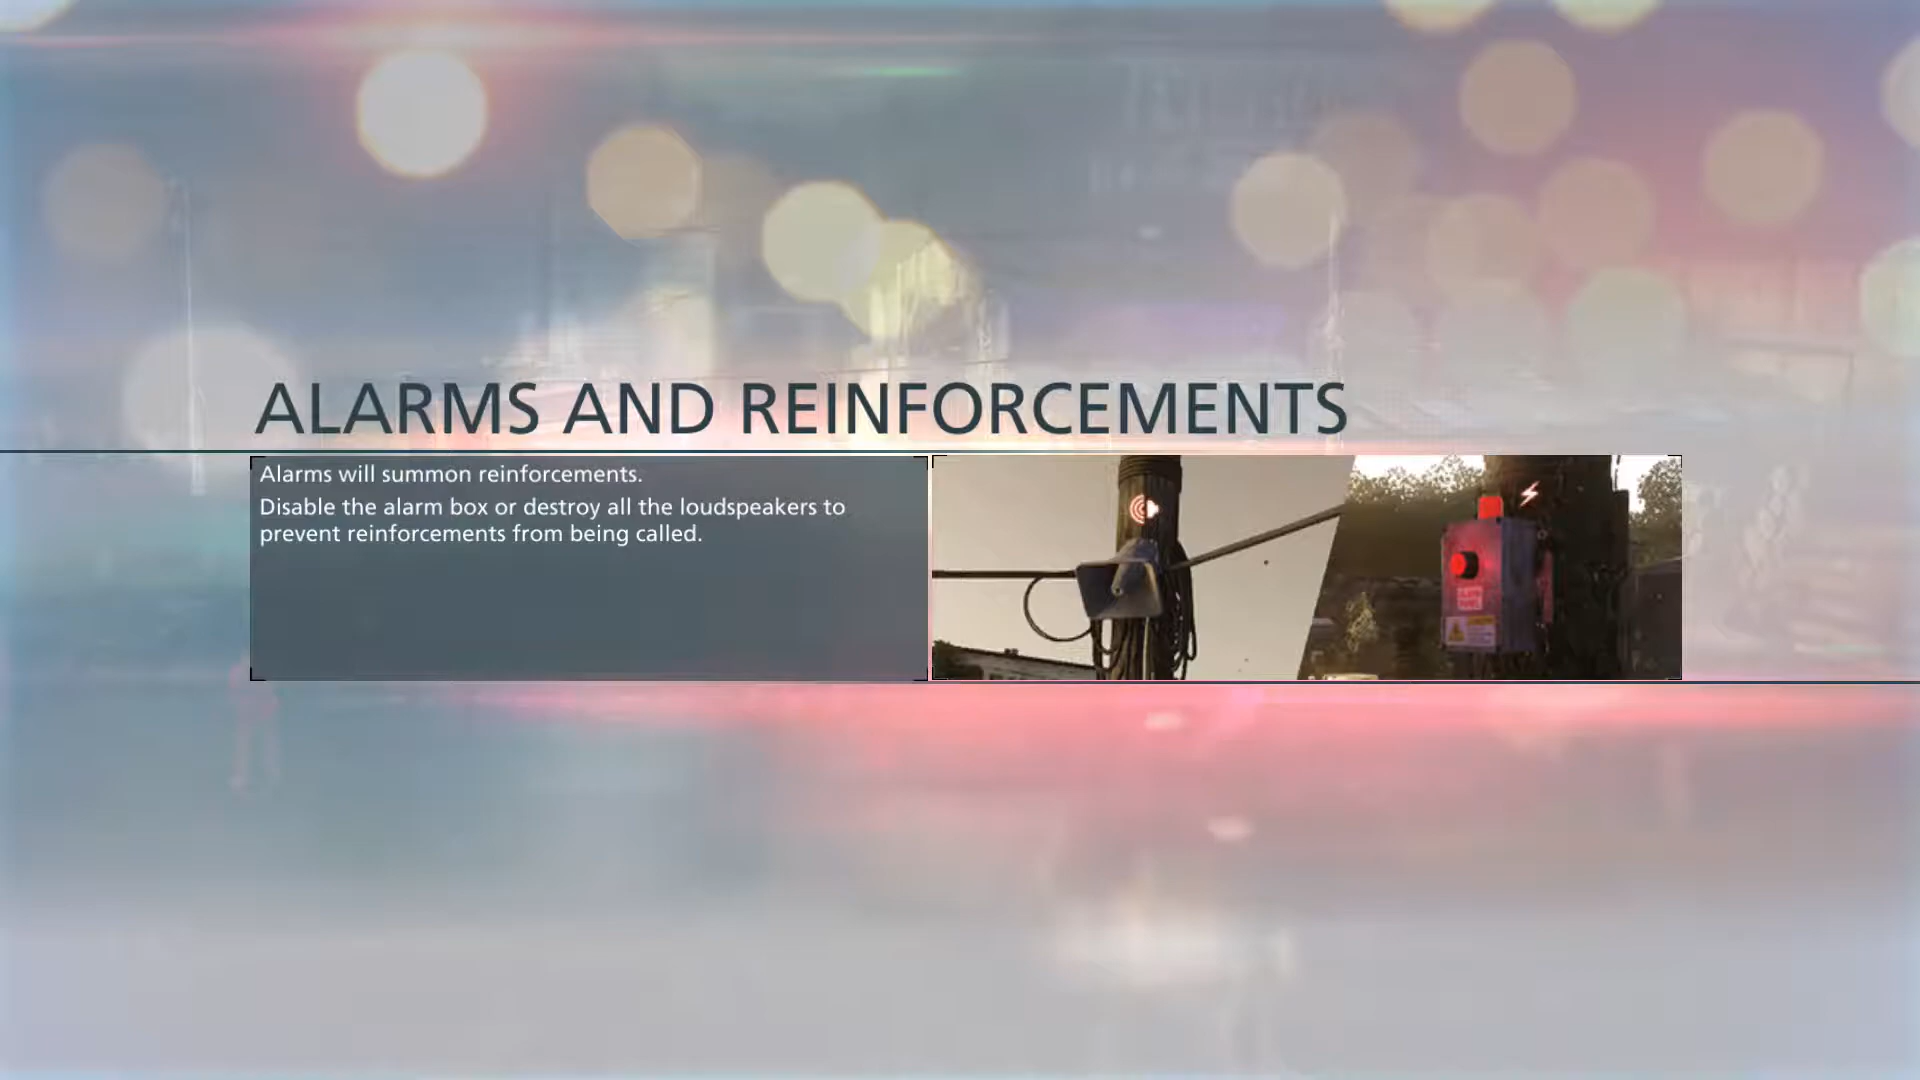 ALARMS AND REINFORCEMENTS
Alarms will summon reinforcements.
Disable the alarm box or destroy all the loudspeakers to
prevent reinforcements from being called.